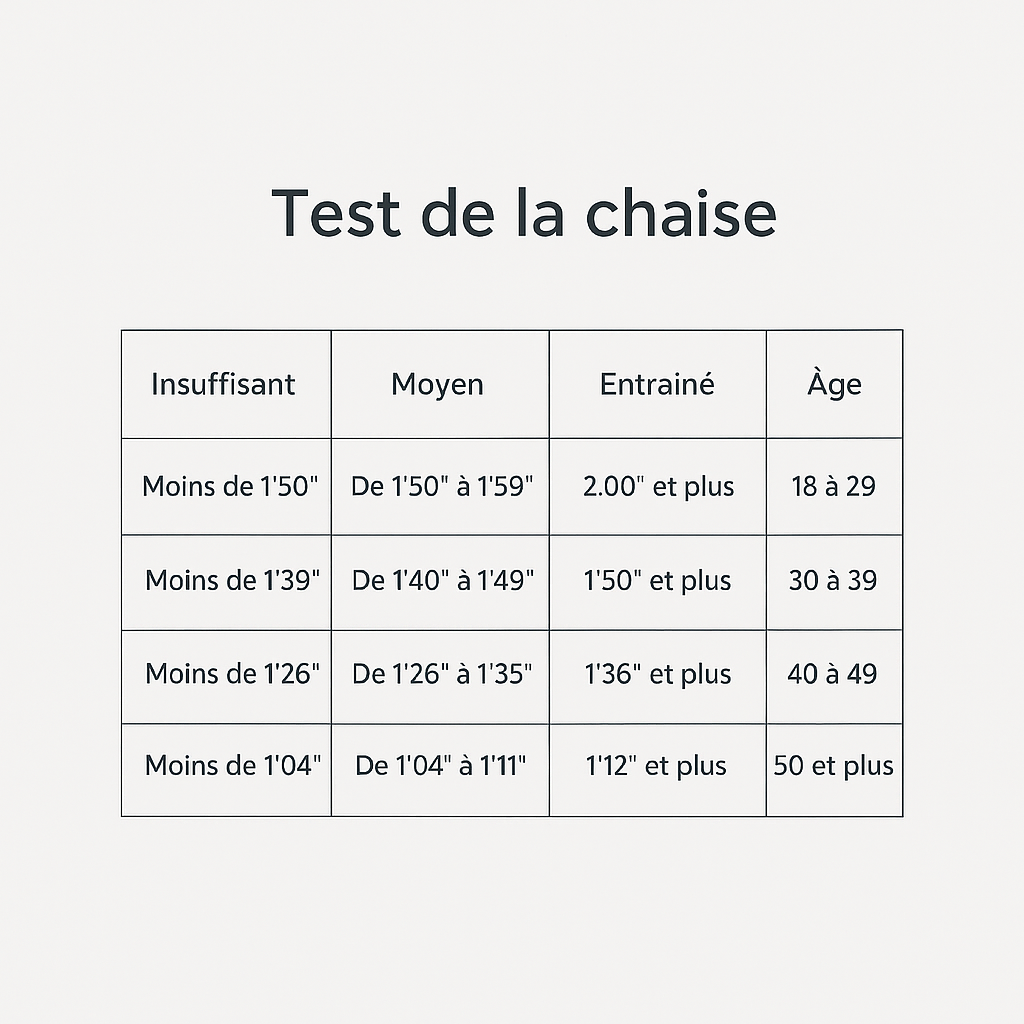 Test de la chaise
Insuffisant Moyen Entrainé Àge
Moins de 1'50" De 1'50" à 1'59" 2.00" et plus 18 à 29
Moins de 1'39" De 1'40" à 1'49" 1'50" et plus 30 à 39
Moins de 1'26" De 1'26" à 1'35" 1'36" et plus 40 à 49
Moins de 1'04" De 1'04" à 1'11" 1'12" et plus 50 et plus